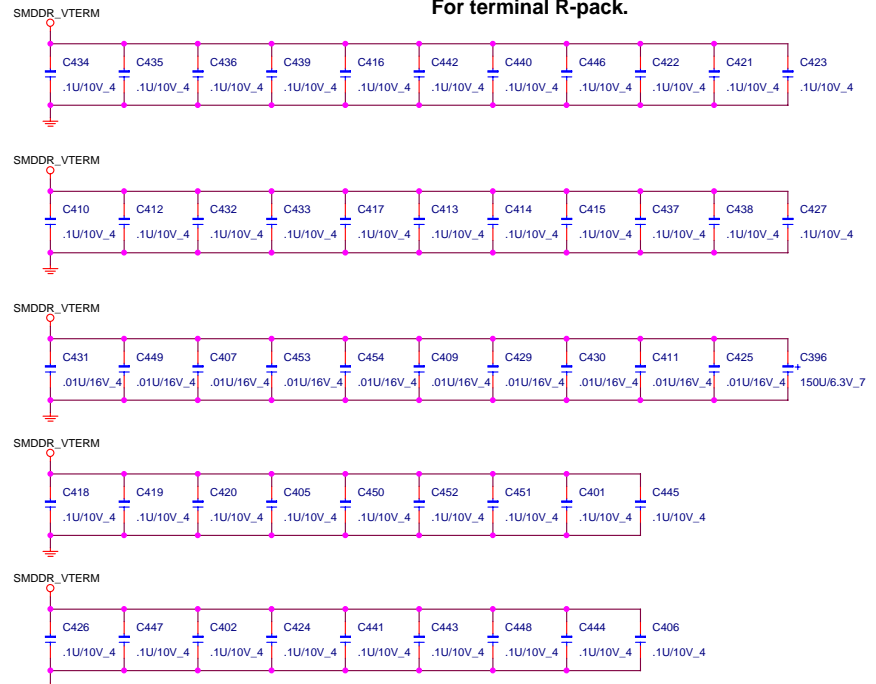 For terminal R-pack.
SMDDR_VTERM
C434 C435 C436 C439 C416 C442 C440 C446 C422 C421 C423
.1U/10V_4 .1U/10V_4 .1U/10V_4 .1U/10V_4 .1U/10V_4 .1U/10V_4 .1U/10V_4 .1U/10V_4 .1U/10V_4 .1U/10V_4 .1U/10V_4
SMDDR_VTERM
C410 C412 C432 C433 C417 C413 C414 C415 C437 C438 C427
.1U/10V_4 .1U/10V_4 .1U/10V_4 .1U/10V_4 .1U/10V_4 .1U/10V_4 .1U/10V_4 .1U/10V_4 .1U/10V_4 .1U/10V_4 .1U/10V_4
SMDDR_VTERM
C431 C449 C407 C453 C454 C409 C429 C430 C411 C425 C396
+
.01U/16V_4 .01U/16V_4 .01U/16V_4 .01U/16V_4 .01U/16V_4 .01U/16V_4 .01U/16V_4 .01U/16V_4 .01U/16V_4 .01U/16V_4 150U/6.3V_7
SMDDR_VTERM
C418 C419 C420 C405 C450 C452 C451 C401 C445
.1U/10V_4 .1U/10V_4 .1U/10V_4 .1U/10V_4 .1U/10V_4 .1U/10V_4 .1U/10V_4 .1U/10V_4 .1U/10V_4
SMDDR_VTERM
C426 C447 C402 C424 C441 C443 C448 C444 C406
.1U/10V_4 .1U/10V_4 .1U/10V_4 .1U/10V_4 .1U/10V_4 .1U/10V_4 .1U/10V_4 .1U/10V_4 .1U/10V_4